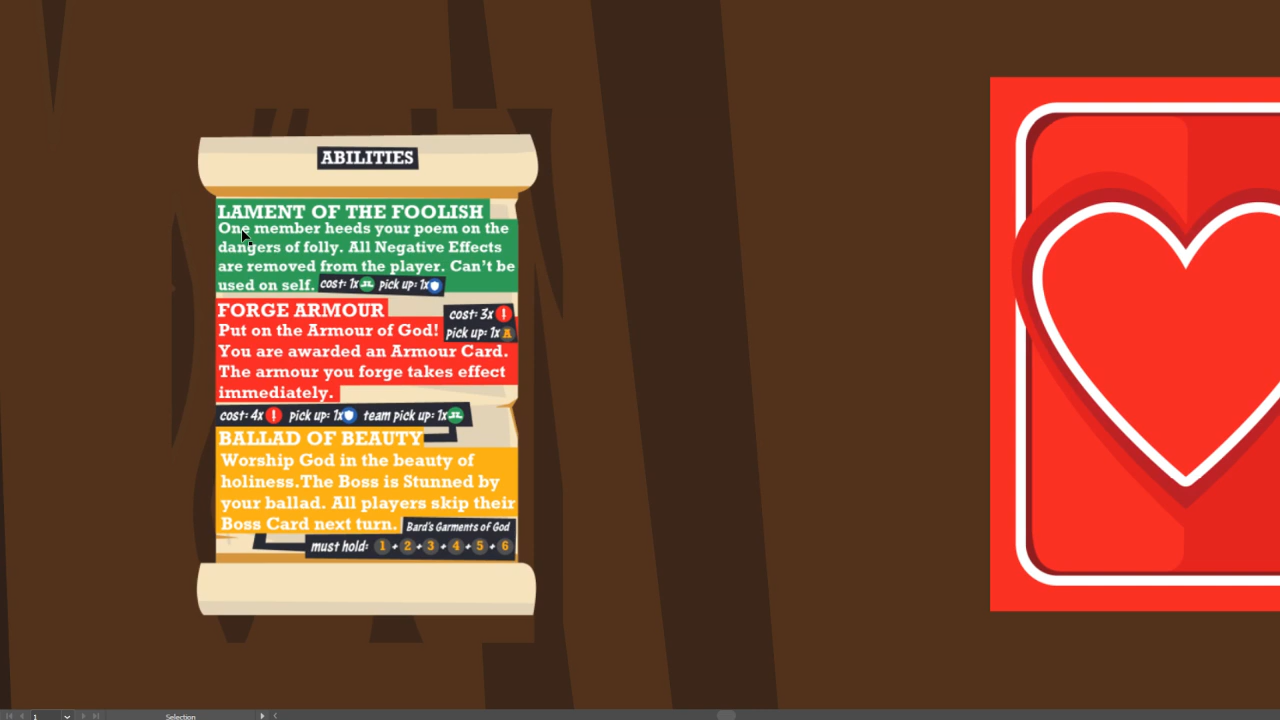 ABILITIES
LAMENT OF THE FOOLISH
One member heeds your poem on the
dangers of folly. All Negative Effects
are removed from the player. Can't be
used on self. cost: 1x pick up: 1x
FORGE ARMOUR
cost: 3x
Put on the Armour of God!
pick up: 1x A
You are awarded an Armour Card.
The armour you forge takes effect
immediately.
cost: 4x pick up: 1x team pick up: 1x
BALLAD OF BEAUTY
Worship God in the beauty of
holiness.The Boss is Stunned by
your ballad. All players skip their
Boss Card next turn. Bard's Garments of God
must hold: 1 + 2 + 3 + 4 + 5 + 6
1 Selection